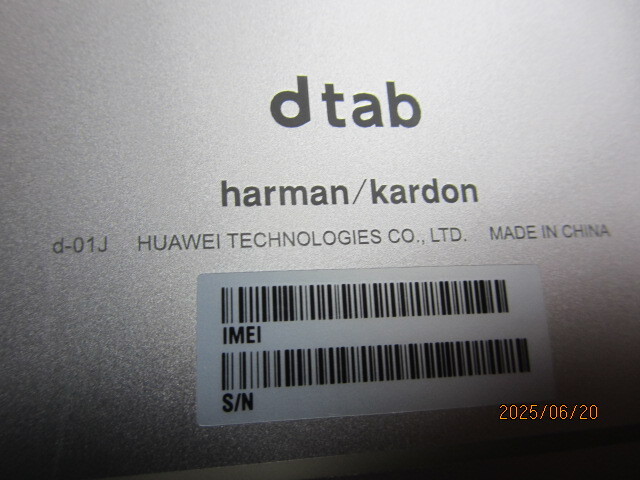 dtab
harman/kardon
d-01J HUAWEI TECHNOLOGIES CO., LTD. MADE IN CHINA
IMEI
S/N
2025/06/20